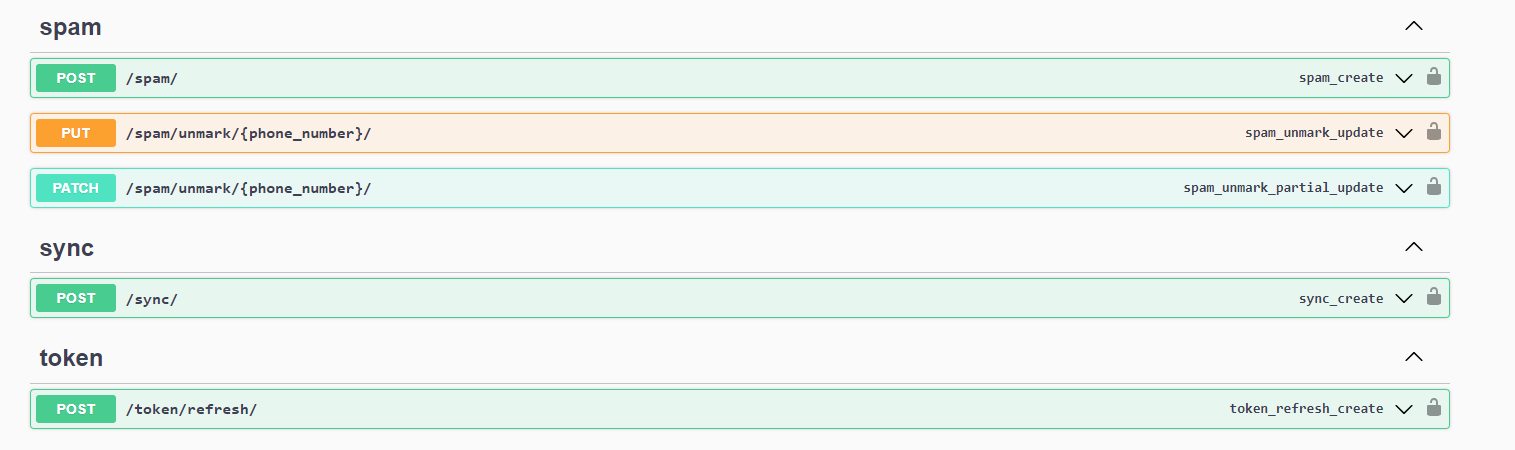 spam
POST /spam/ spam_create
PUT /spam/unmark/{phone_number}/ spam_unmark_update
PATCH /spam/unmark/{phone_number}/ spam_unmark_partial_update
sync
POST /sync/ sync_create
token
POST /token/refresh/ token_refresh_create